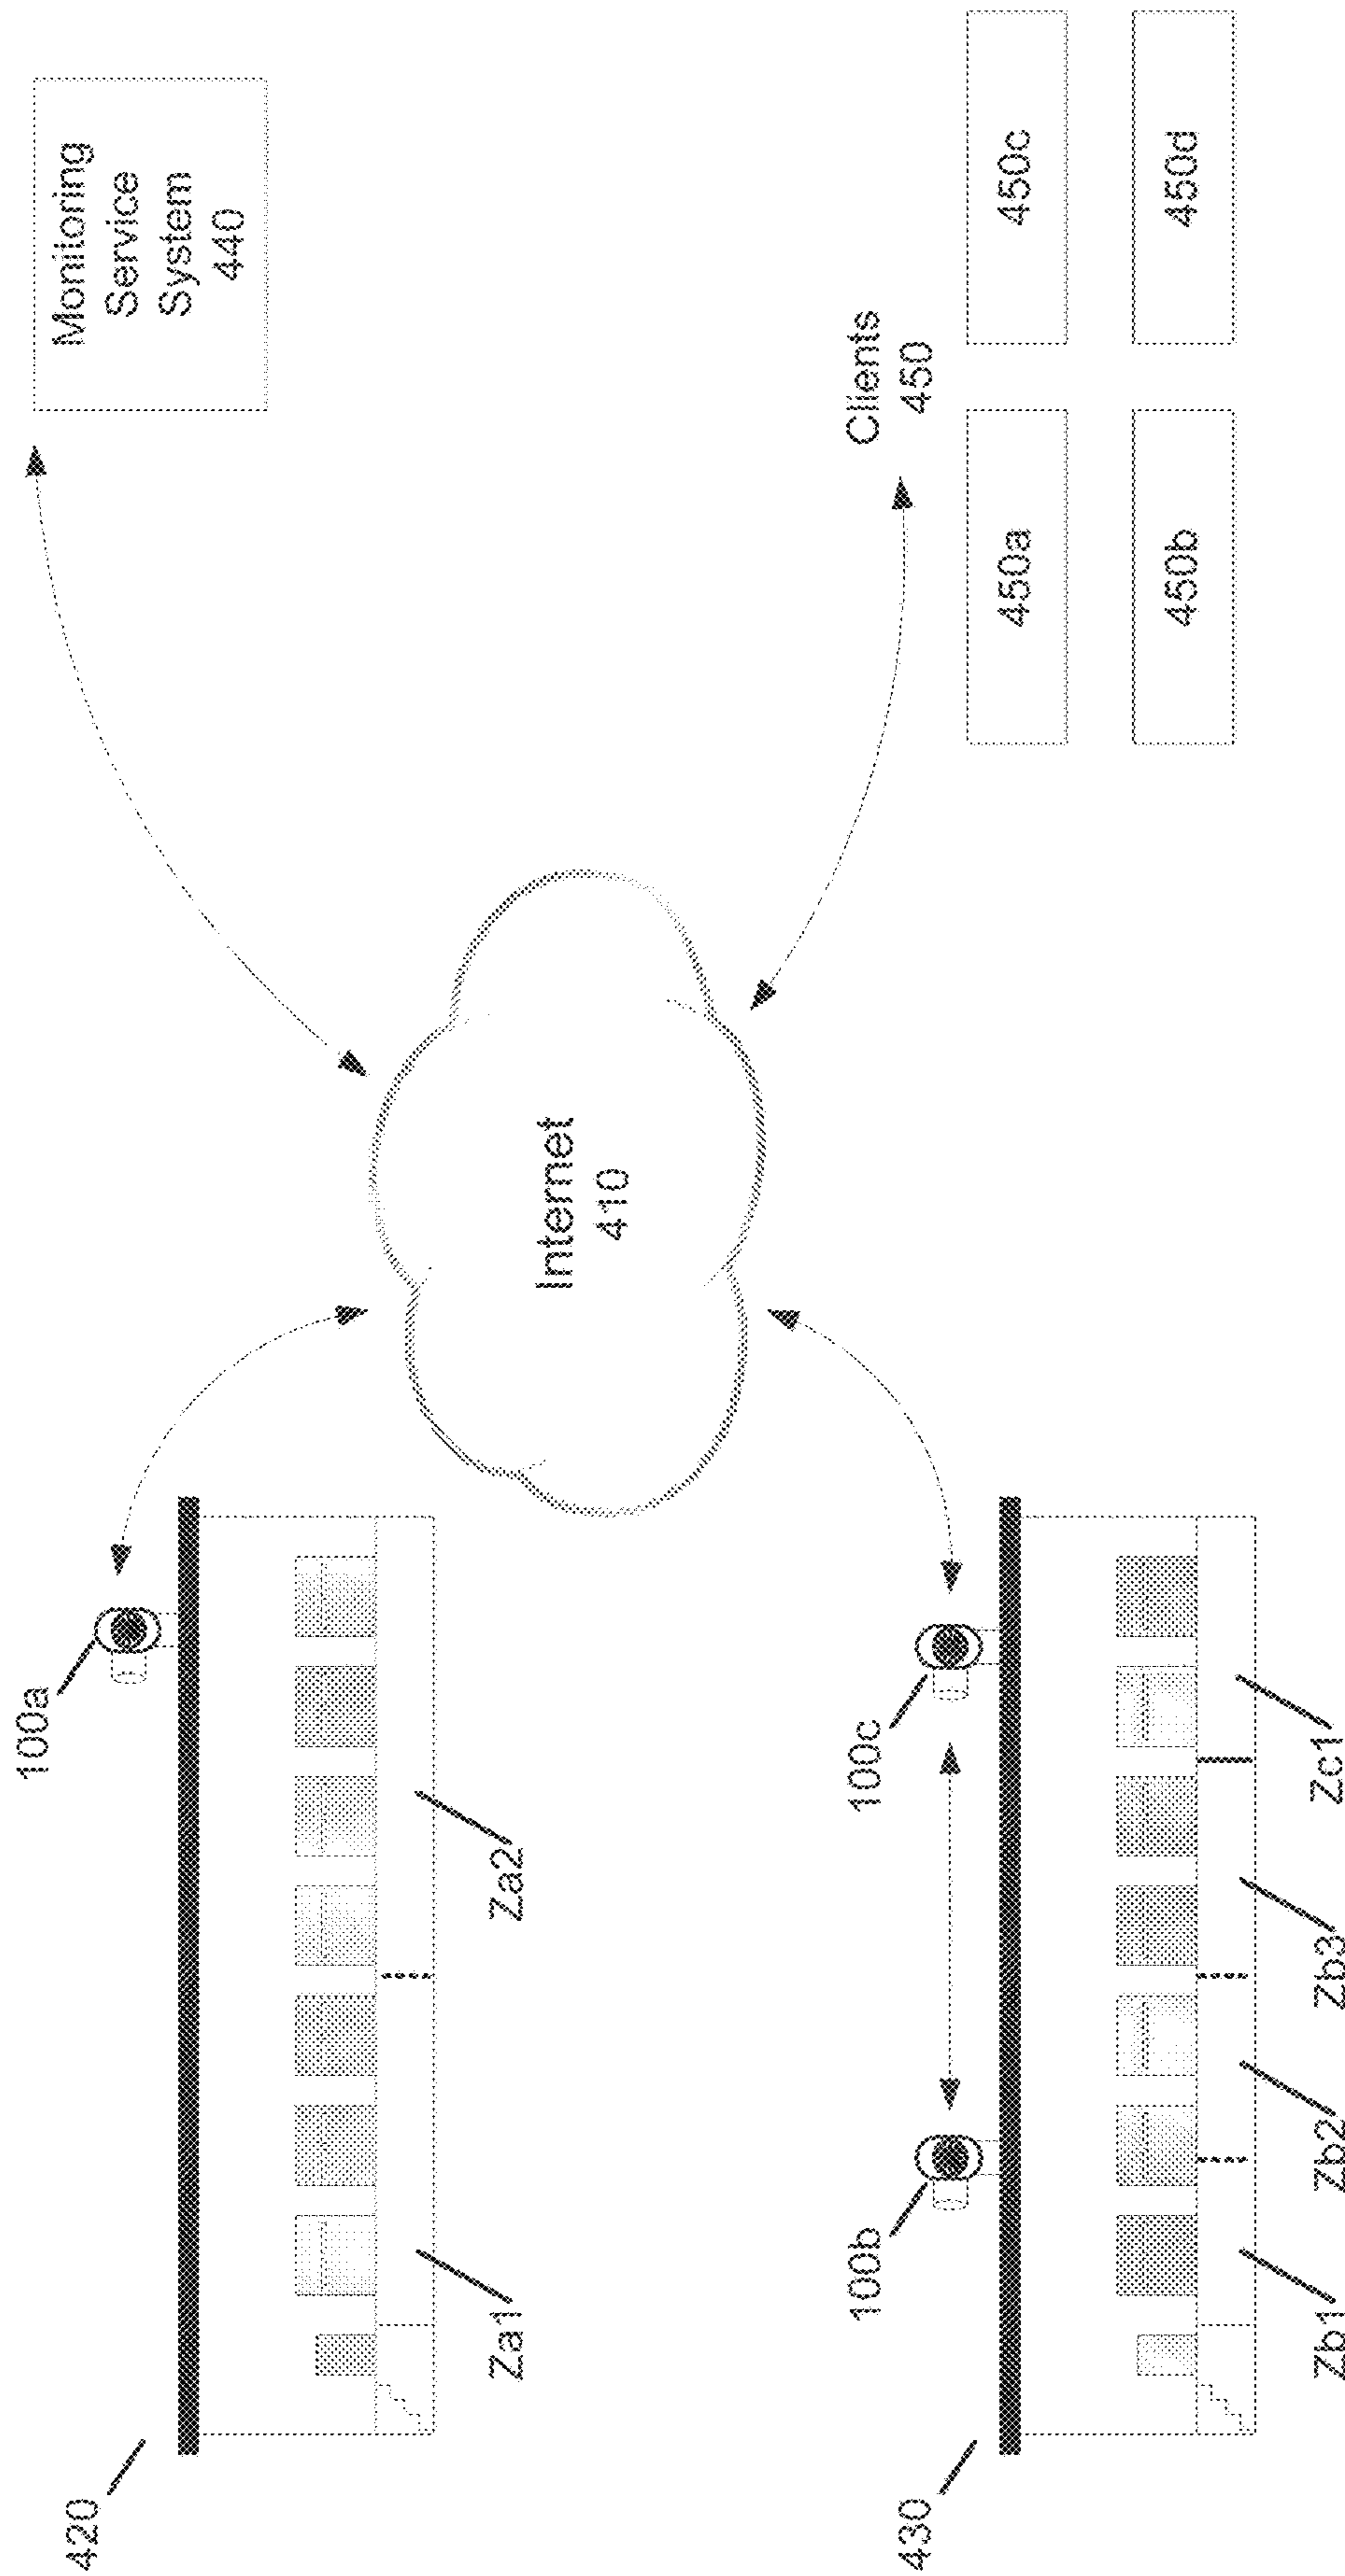 420
100a
Za1
Za2
Monitoring
Service
System
440
Internet
410
430
100b
100c
Zb1
Zb2
Zb3
Zc1
Clients
450
450a
450c
450b
450d